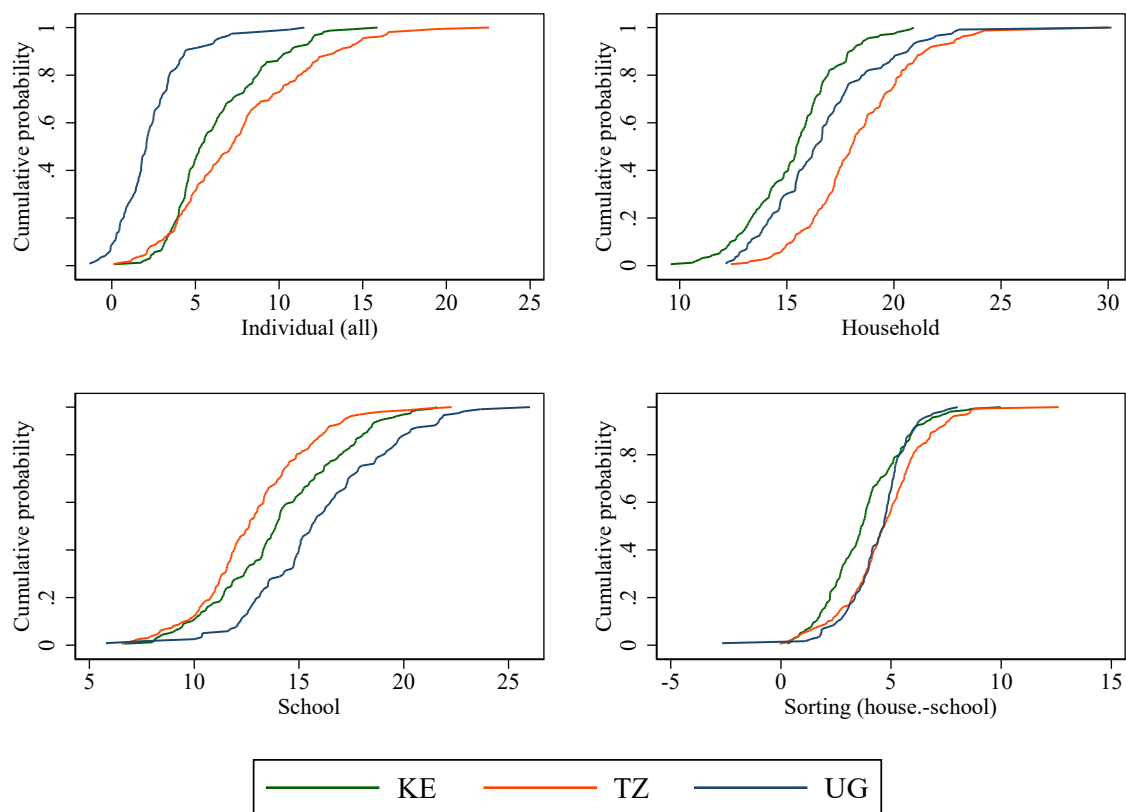 Cumulative probability
0 .2 .4 .6 .8 1
0 5 10 15 20 25
Individual (all)
Cumulative probability
0 .2 .4 .6 .8 1
10 15 20 25 30
Household
Cumulative probability
0 .2
5 10 15 20 25
School
Cumulative probability
0 .2 .4 .6 .8
-5 0 5 10 15
Sorting (house.-school)
KE TZ UG